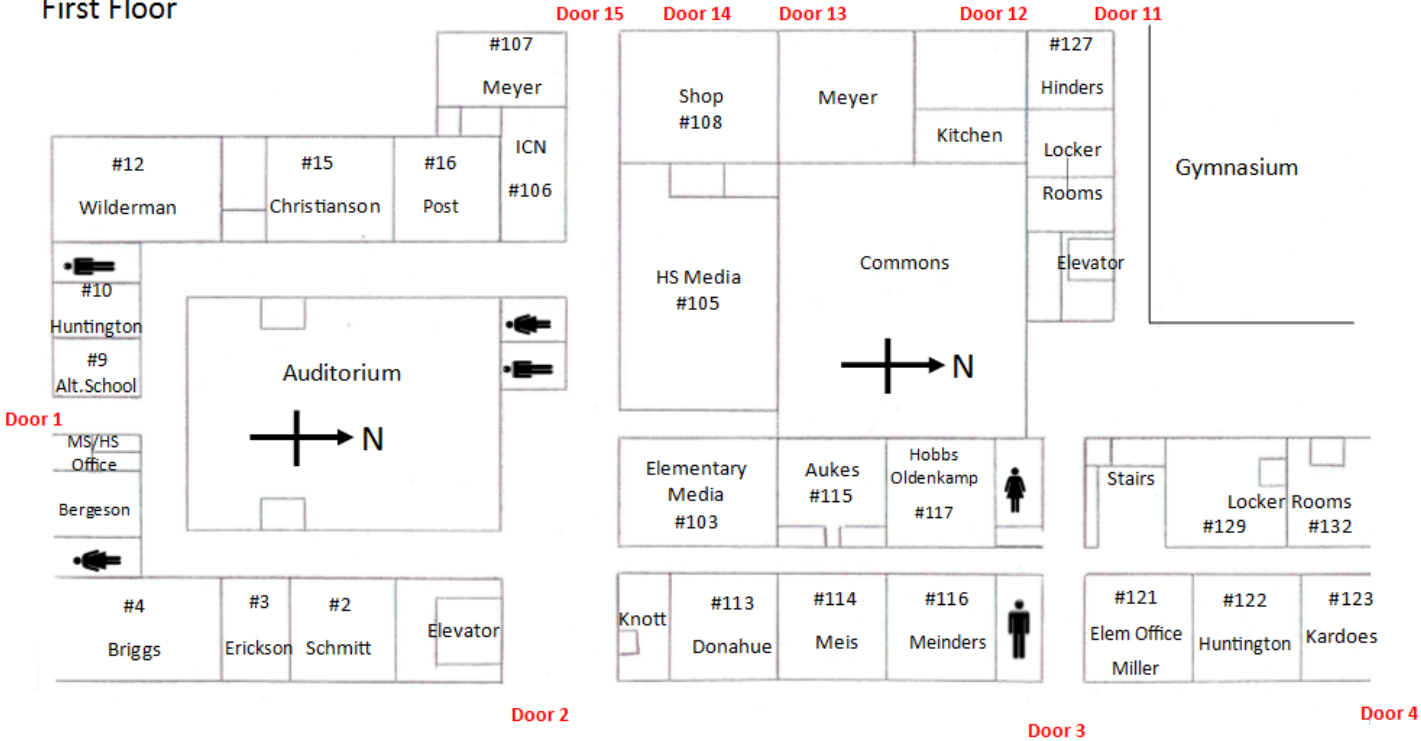 First Floor
Door 15
Door 14
Door 13
Door 12
Door 11
#107
Meyer
ICN
#106
#12
Wilderman
#15
Christianson
#16
Post
#10
Huntington
#9
Alt.School
Door 1
MS/HS
Office
Bergeson
Auditorium
N
#4
Briggs
#3
Erickson
#2
Schmitt
Elevator
Door 2
Shop
#108
Meyer
Kitchen
#127
Hinders
Locker
Rooms
Elevator
Gymnasium
HS Media
#105
Commons
N
Elementary
Media
#103
Aukes
#115
Hobbs
Oldenkamp
#117
Stairs
Locker Rooms
#129
#132
Knott
#113
Donahue
#114
Meis
#116
Meinders
#121
Elem Office
Miller
#122
Huntington
#123
Kardoes
Door 3
Door 4